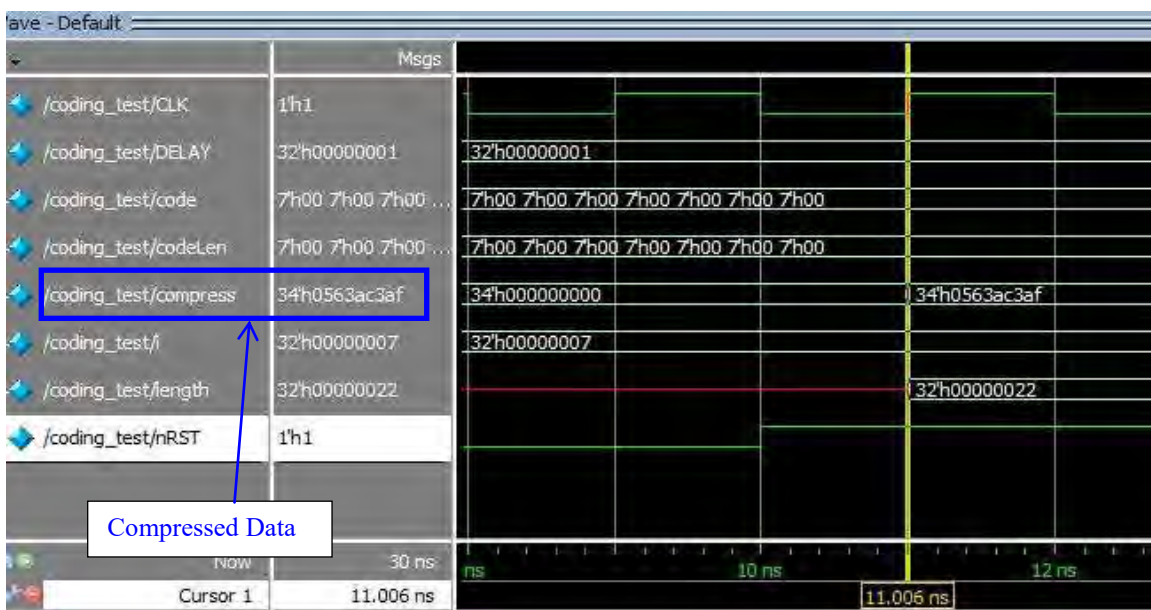 Wave - Default
Msgs
/coding_test/CLK 1'h1
/coding_test/DELAY 32'h00000001 32'h00000001
/coding_test/code 7'h00 7'h00 7'h00 ... 7'h00 7'h00 7'h00 7'h00 7'h00 7'h00 7'h00
/coding_test/codeLen 7'h00 7'h00 7'h00 ... 7'h00 7'h00 7'h00 7'h00 7'h00 7'h00 7'h00
/coding_test/compress 34'h0563ac3af 34'h000000000 34'h0563ac3af
/coding_test/i 32'h00000007 32'h00000007
/coding_test/length 32'h00000022 32'h00000022
/coding_test/nRST 1'h1
Compressed Data
Now 30 ns ns 10 ns 12 ns
Cursor 1 11.006 ns 11.006 ns